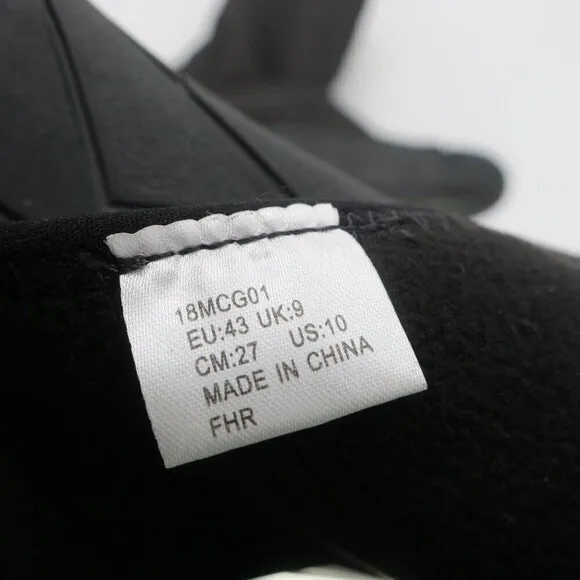 18MCG01
EU:43 UK:9
CM:27 US:10
MADE IN CHINA
FHR